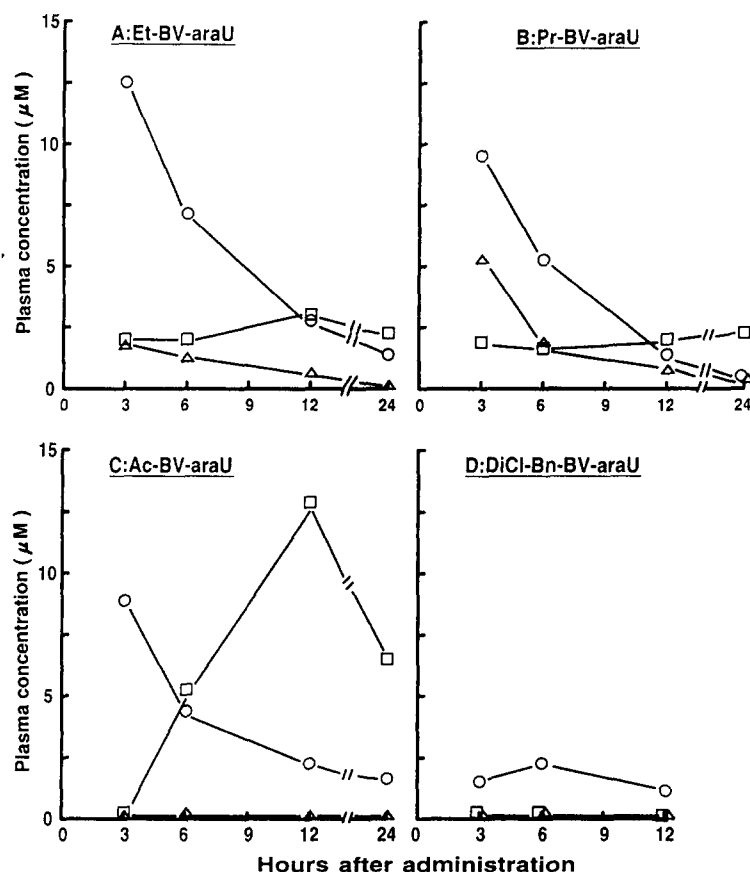 A:Et-BV-araU
B:Pr-BV-araU
15
10
5
0
Plasma concentration (μM)
0 3 6 9 12 24
0 3 6 9 12 24
C:Ac-BV-araU
D:DiCl-Bn-BV-araU
15
10
5
0
Plasma concentration (μM)
0 3 6 9 12 24
0 3 6 9 12
Hours after administration